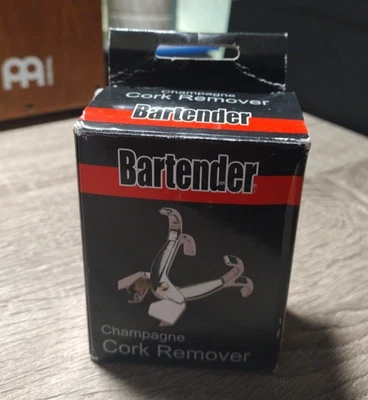 Champagne
Cork Remover
Bartender
Bartender
Champagne
Cork Remover